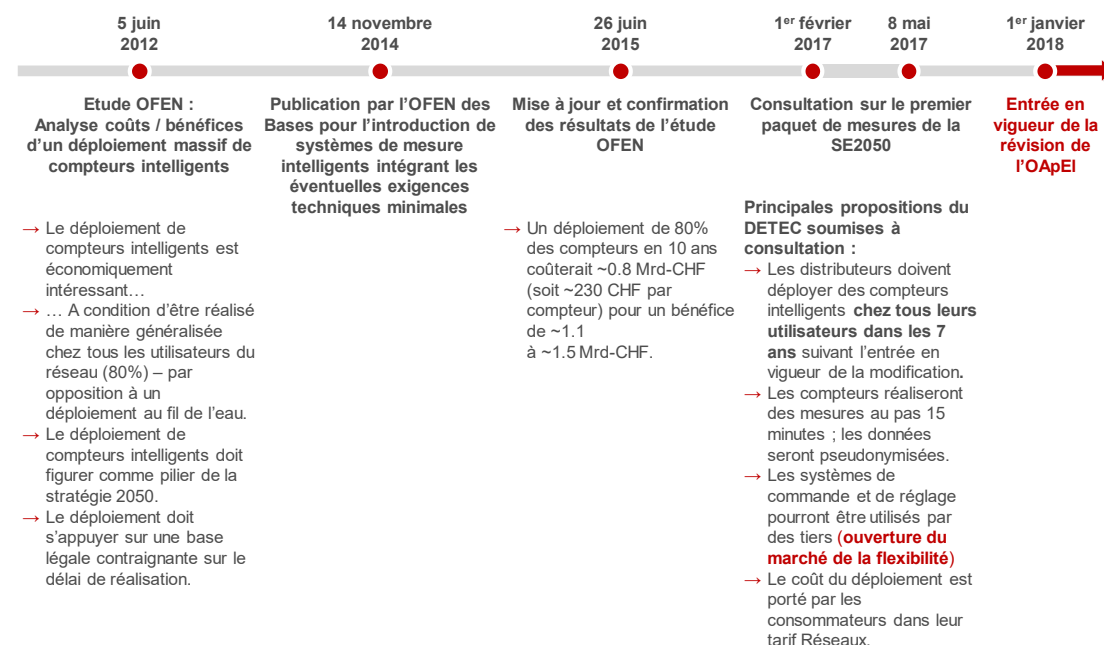 5 juin
2012
14 novembre
2014
26 juin
2015
1er février
2017
8 mai
2017
1er janvier
2018
Etude OFEN :
Analyse coûts / bénéfices
d’un déploiement massif de
compteurs intelligents
→ Le déploiement de
compteurs intelligents est
économiquement
intéressant…
→ … A condition d’être réalisé
de manière généralisée
chez tous les utilisateurs du
réseau (80%) – par
opposition à un
déploiement au fil de l’eau.
→ Le déploiement de
compteurs intelligents doit
figurer comme pilier de la
stratégie 2050.
→ Le déploiement doit
s’appuyer sur une base
légale contraignante sur le
délai de réalisation.
Publication par l’OFEN des
Bases pour l’introduction de
systèmes de mesure
intelligents intégrant les
éventuelles exigences
techniques minimales
Mise à jour et confirmation
des résultats de l’étude
OFEN
→ Un déploiement de 80%
des compteurs en 10 ans
coûterait ~0.8 Mrd-CHF
(soit ~230 CHF par
compteur) pour un bénéfice
de ~1.1
à ~1.5 Mrd-CHF.
Consultation sur le premier
paquet de mesures de la
SE2050
Principales propositions du
DETEC soumises à
consultation :
→ Les distributeurs doivent
déployer des compteurs
intelligents chez tous leurs
utilisateurs dans les 7
ans suivant l’entrée en
vigueur de la modification.
→ Les compteurs réaliseront
des mesures au pas 15
minutes ; les données
seront pseudonymisées.
→ Les systèmes de
commande et de réglage
pourront être utilisés par
des tiers (ouverture du
marché de la flexibilité)
→ Le coût du déploiement est
porté par les
consommateurs dans leur
tarif Réseaux.
Entrée en
vigueur de la
révision de
l’OApEl